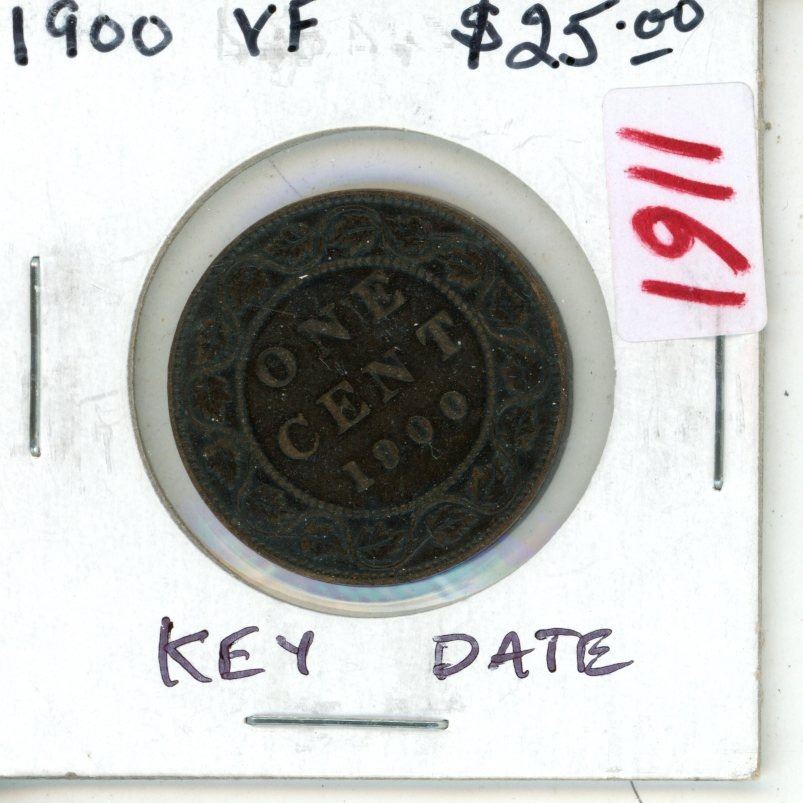 1900 VF $25.00
1911
ONE
CENT
1900
KEY DATE